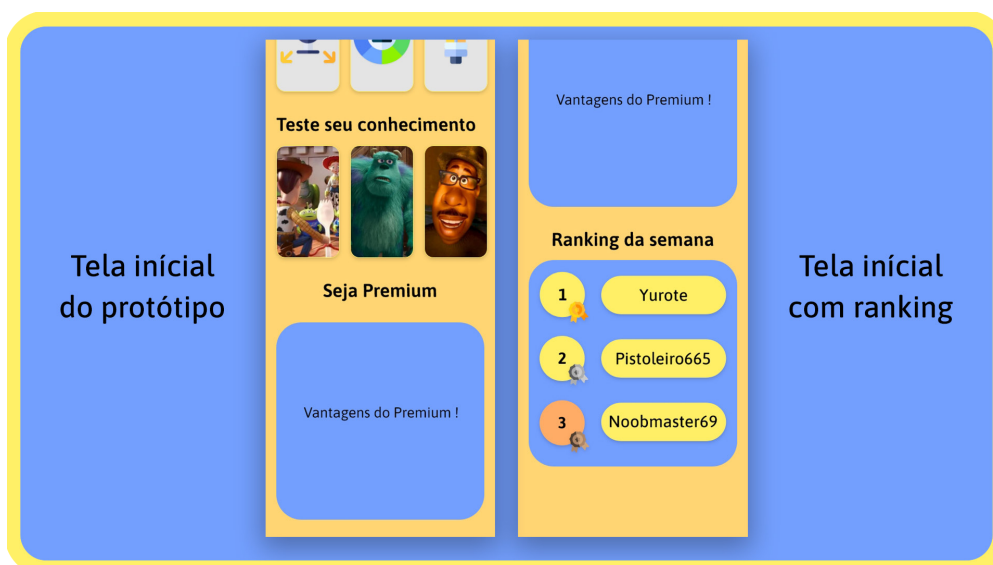 Tela inícial
do protótipo
Teste seu conhecimento
Seja Premium
Vantagens do Premium !
Vantagens do Premium !
Ranking da semana
1 Yurote
2 Pistoleiro665
3 Noobmaster69
Tela inícial
com ranking